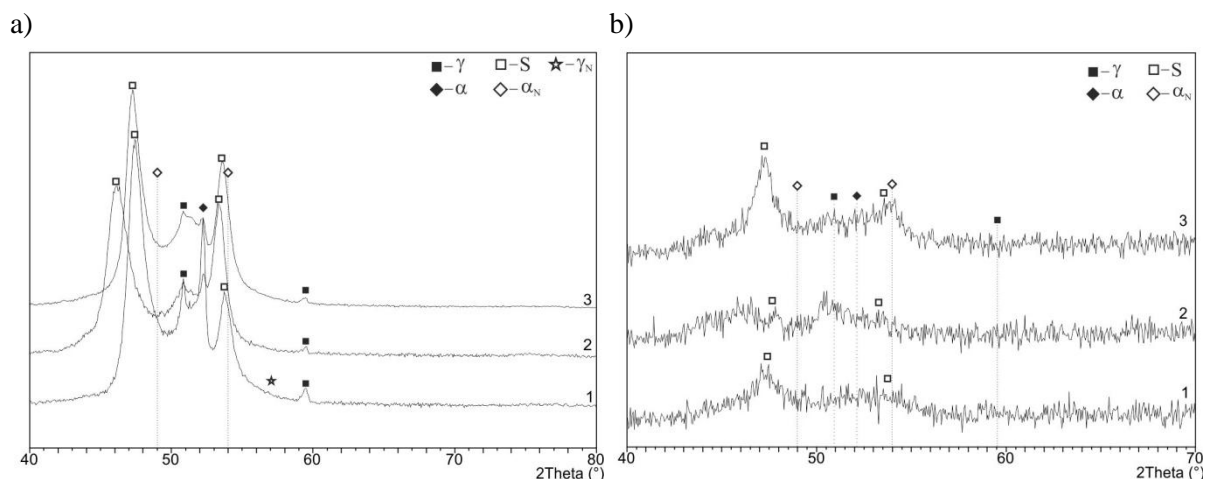 a)
■–γ □–S ☆–γN
◆–α ◇–αN
3
2
1
40 50 60 70 80
2Theta (°)
b)
■–γ □–S
◆–α ◇–αN
3
2
1
40 50 60 70
2Theta (°)